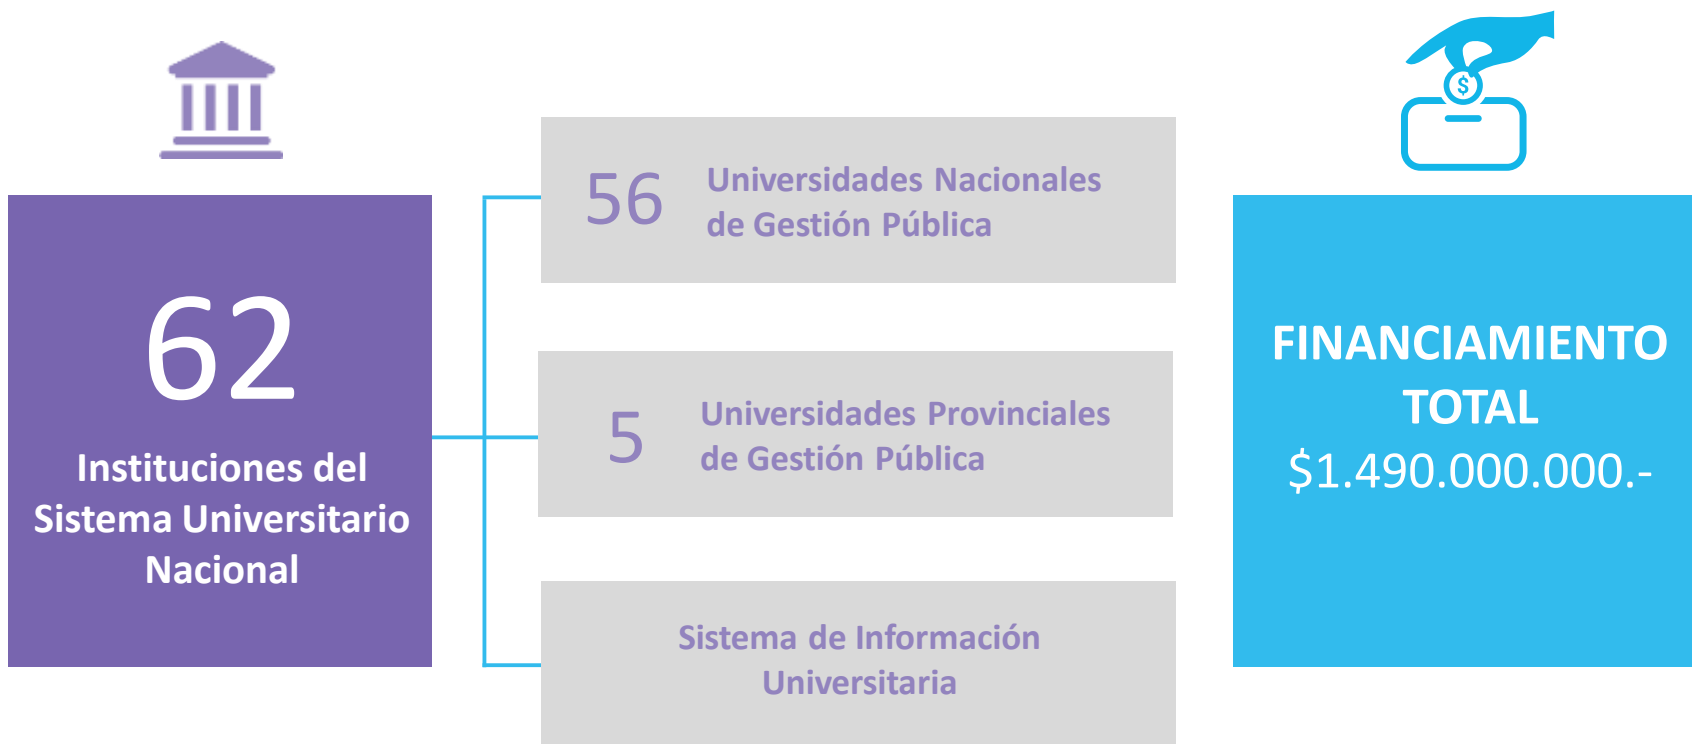 62
Instituciones del
Sistema Universitario
Nacional
56
Universidades Nacionales
de Gestión Pública
5
Universidades Provinciales
de Gestión Pública
Sistema de Información
Universitaria
$
FINANCIAMIENTO
TOTAL
$1.490.000.000.-